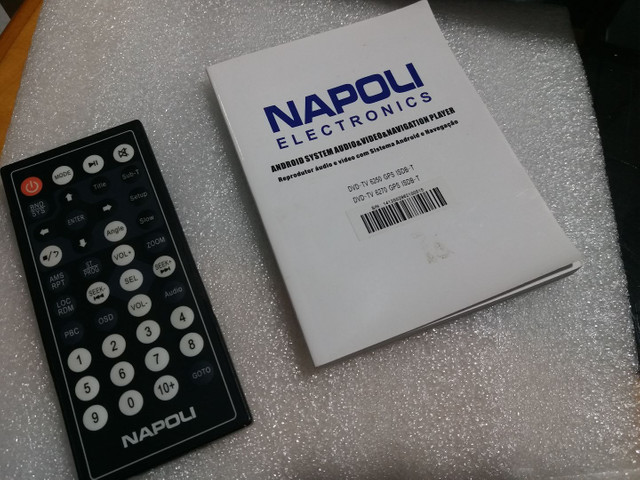 NAPOLI
ELECTRONICS
ANDROID SYSTEM AUDIO&VIDEO&NAVIGATION PLAYER
Reprodutor áudio e vídeo com Sistema Android e Navegação
DVD-TV 6250 GPS ISDB-T
DVD-TV 6270 GPS ISDB-T
MODE
BND
SYS
Title
Sub-T
ENTER
Setup
Angle
Slow
AMS
RPT
ST.
PROG
VOL+
ZOOM
LOC
RDM
SEEK-
SEL
SEEK+
PBC
OSD
VOL-
Audio
1
2
3
4
5
6
7
8
9
0
10+
GOTO
NAPOLI